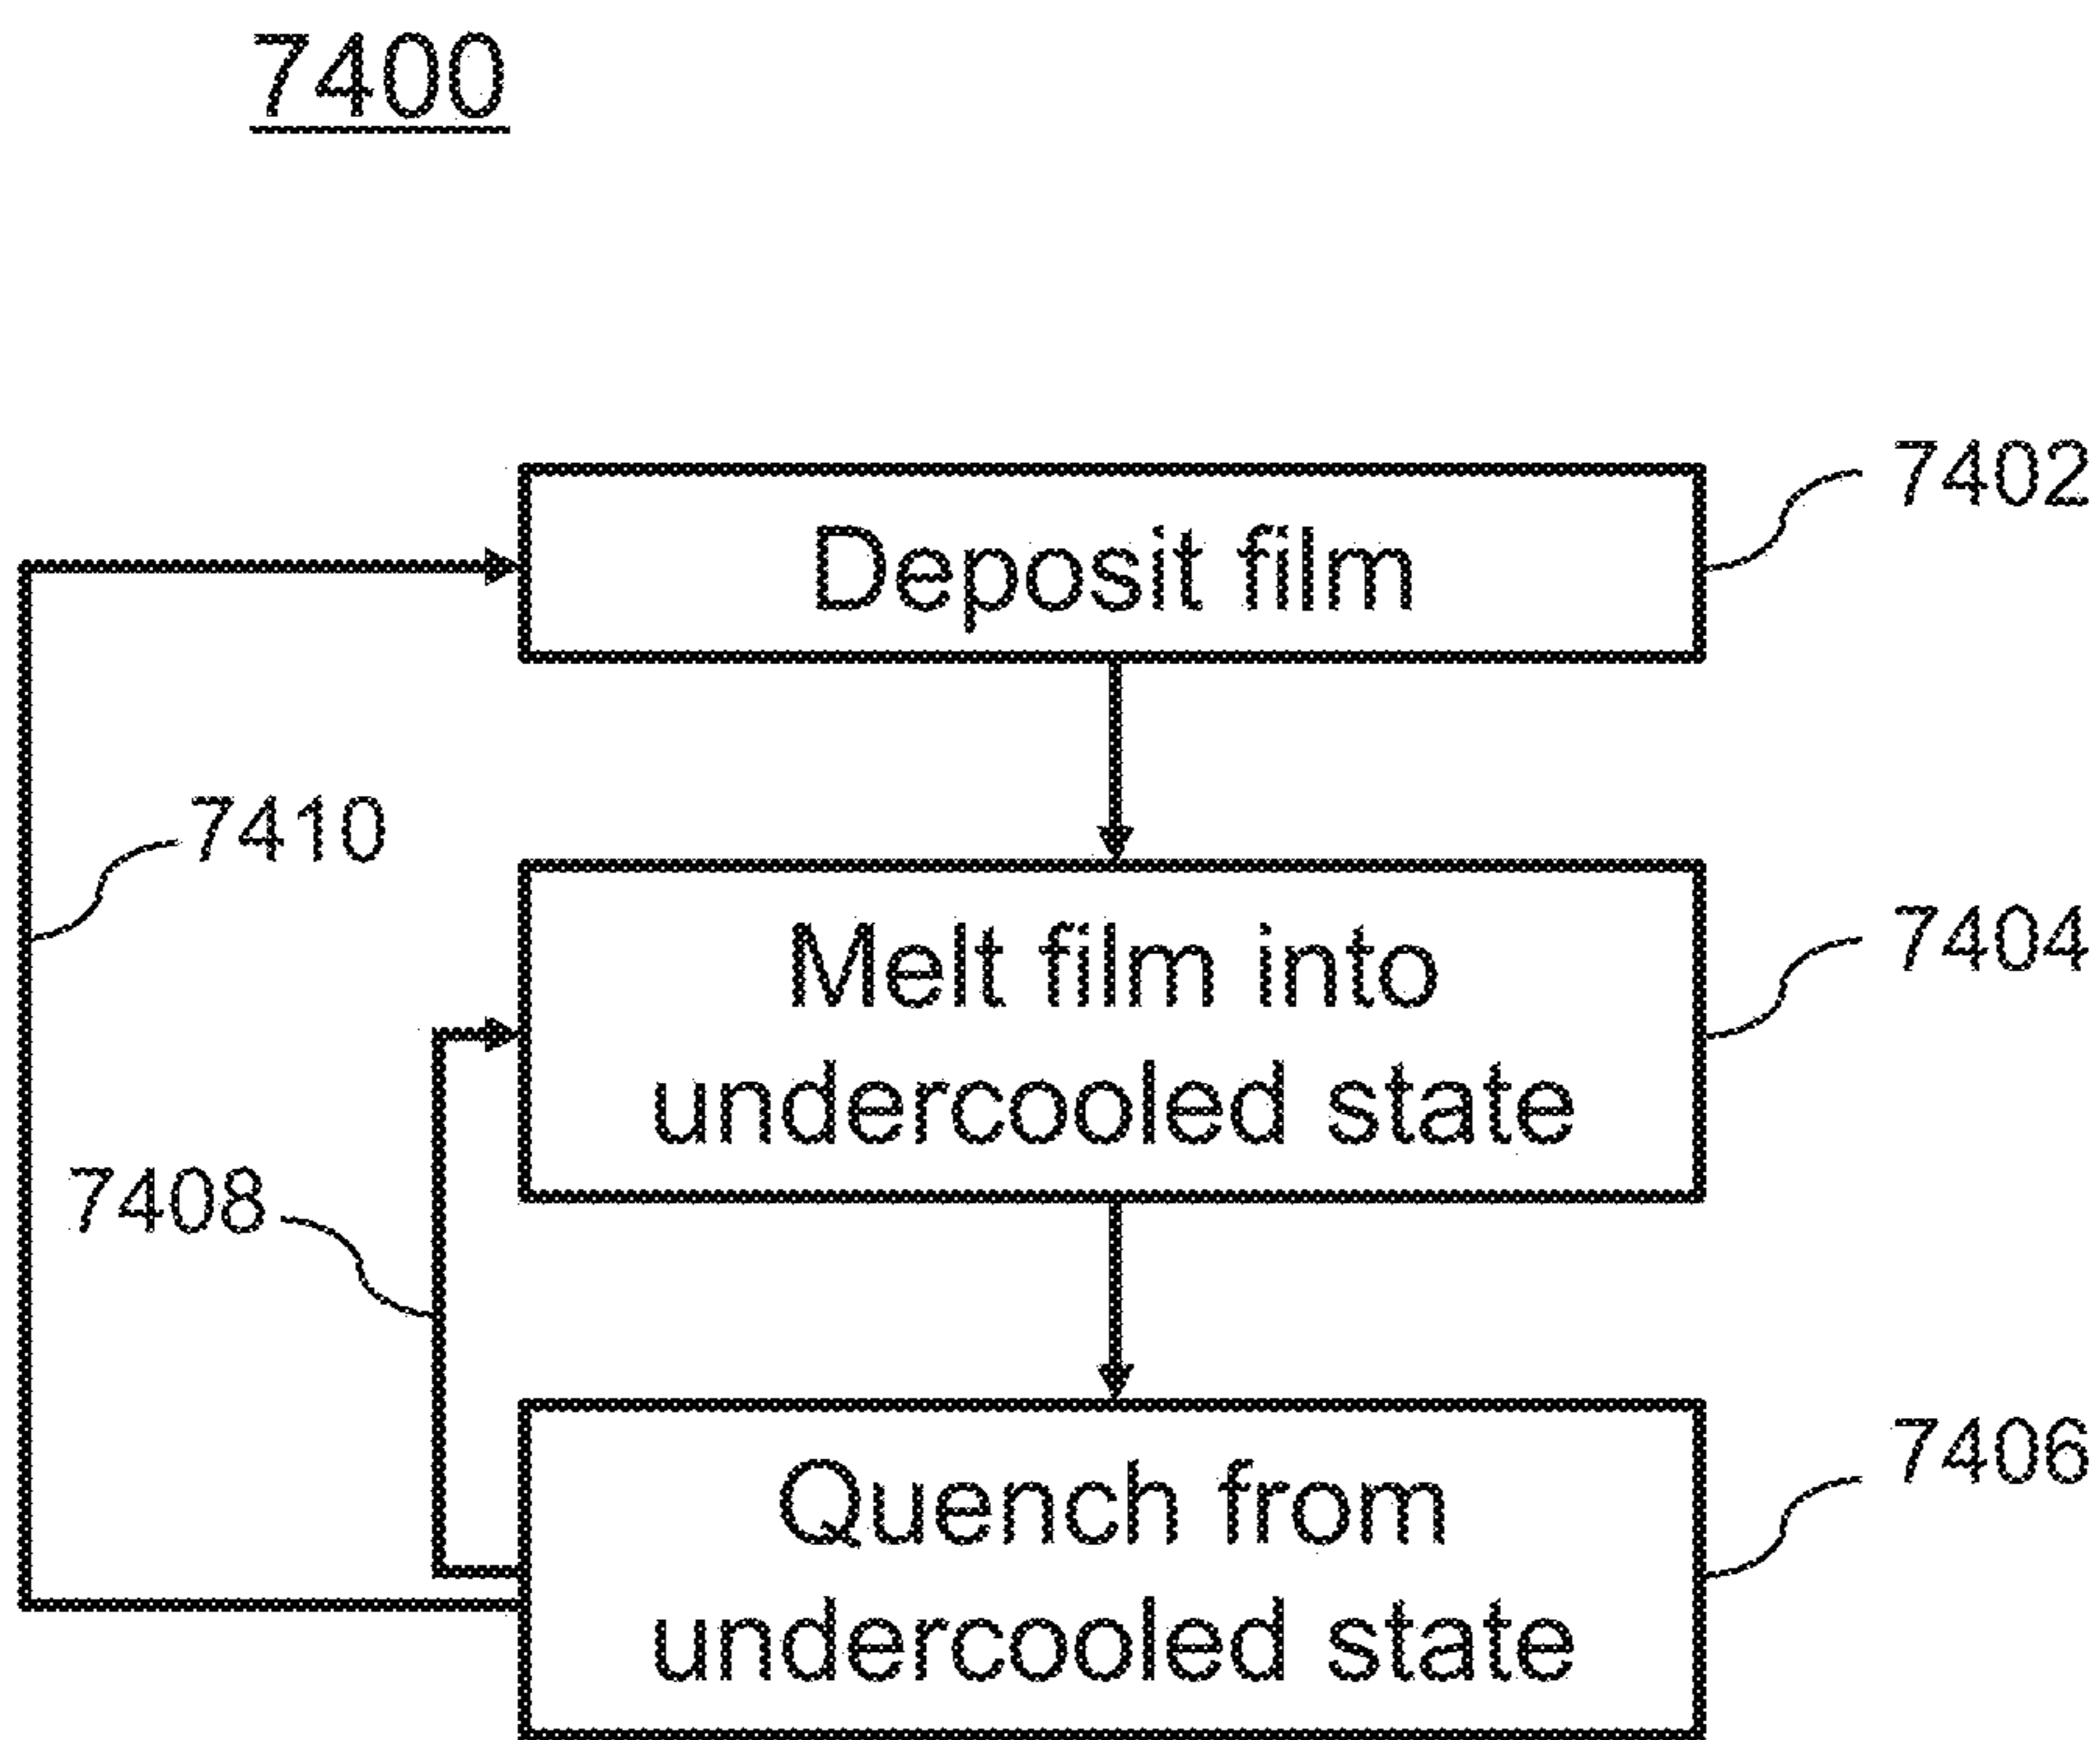 7400
7402
Deposit film
7410
7404
Melt film into
undercooled state
7408
7406
Quench from
undercooled state